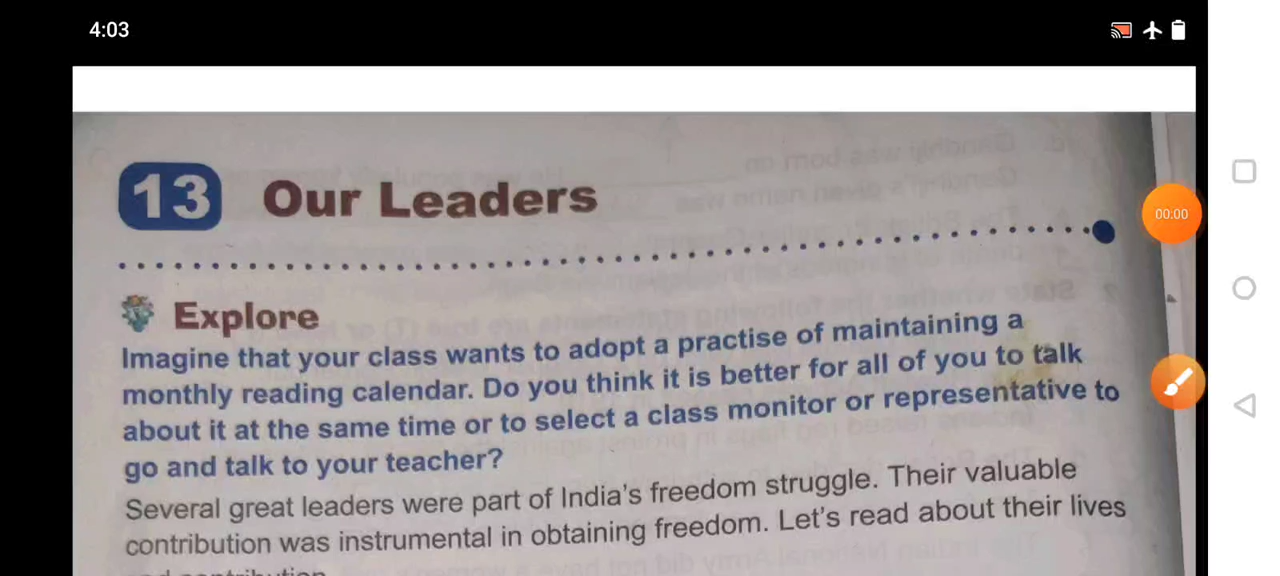 4:03
13 Our Leaders
00:00
Explore
Imagine that your class wants to adopt a practise of maintaining a
monthly reading calendar. Do you think it is better for all of you to talk
about it at the same time or to select a class monitor or representative to
go and talk to your teacher?
Several great leaders were part of India's freedom struggle. Their valuable
contribution was instrumental in obtaining freedom. Let's read about their lives
and contribution.